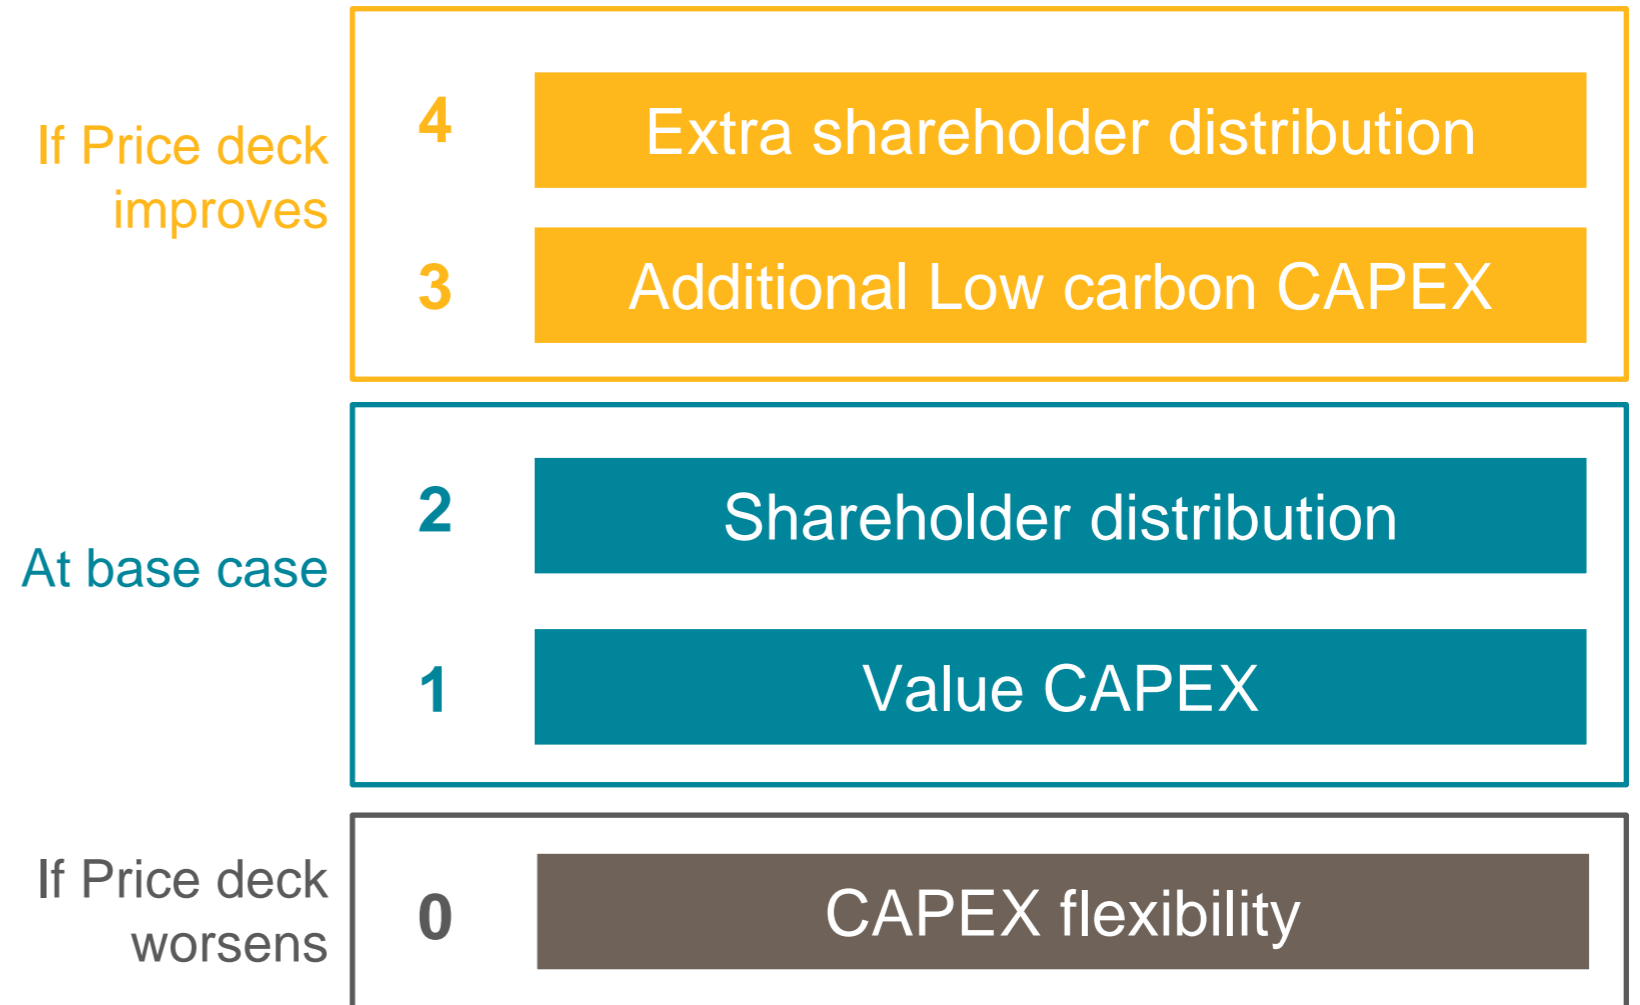 If Price deck
improves
4
Extra shareholder distribution
3
Additional Low carbon CAPEX
At base case
2
Shareholder distribution
1
Value CAPEX
If Price deck
worsens
0
CAPEX flexibility